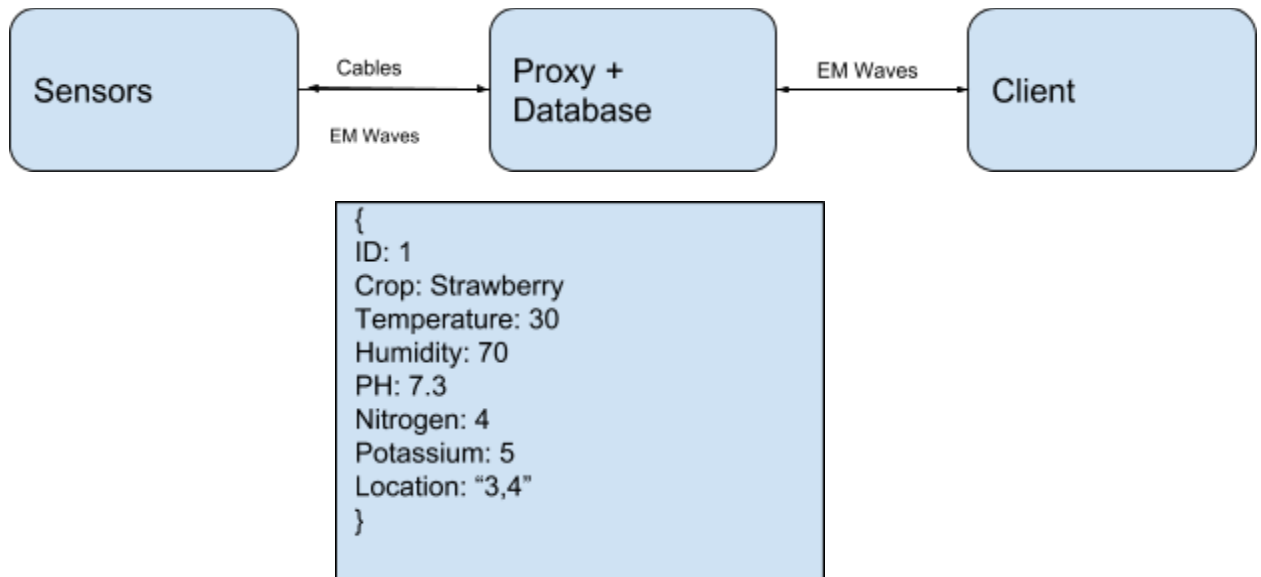 Sensors
Cables
EM Waves
Proxy +
Database
EM Waves
Client
{
ID: 1
Crop: Strawberry
Temperature: 30
Humidity: 70
PH: 7.3
Nitrogen: 4
Potassium: 5
Location: “3,4”
}